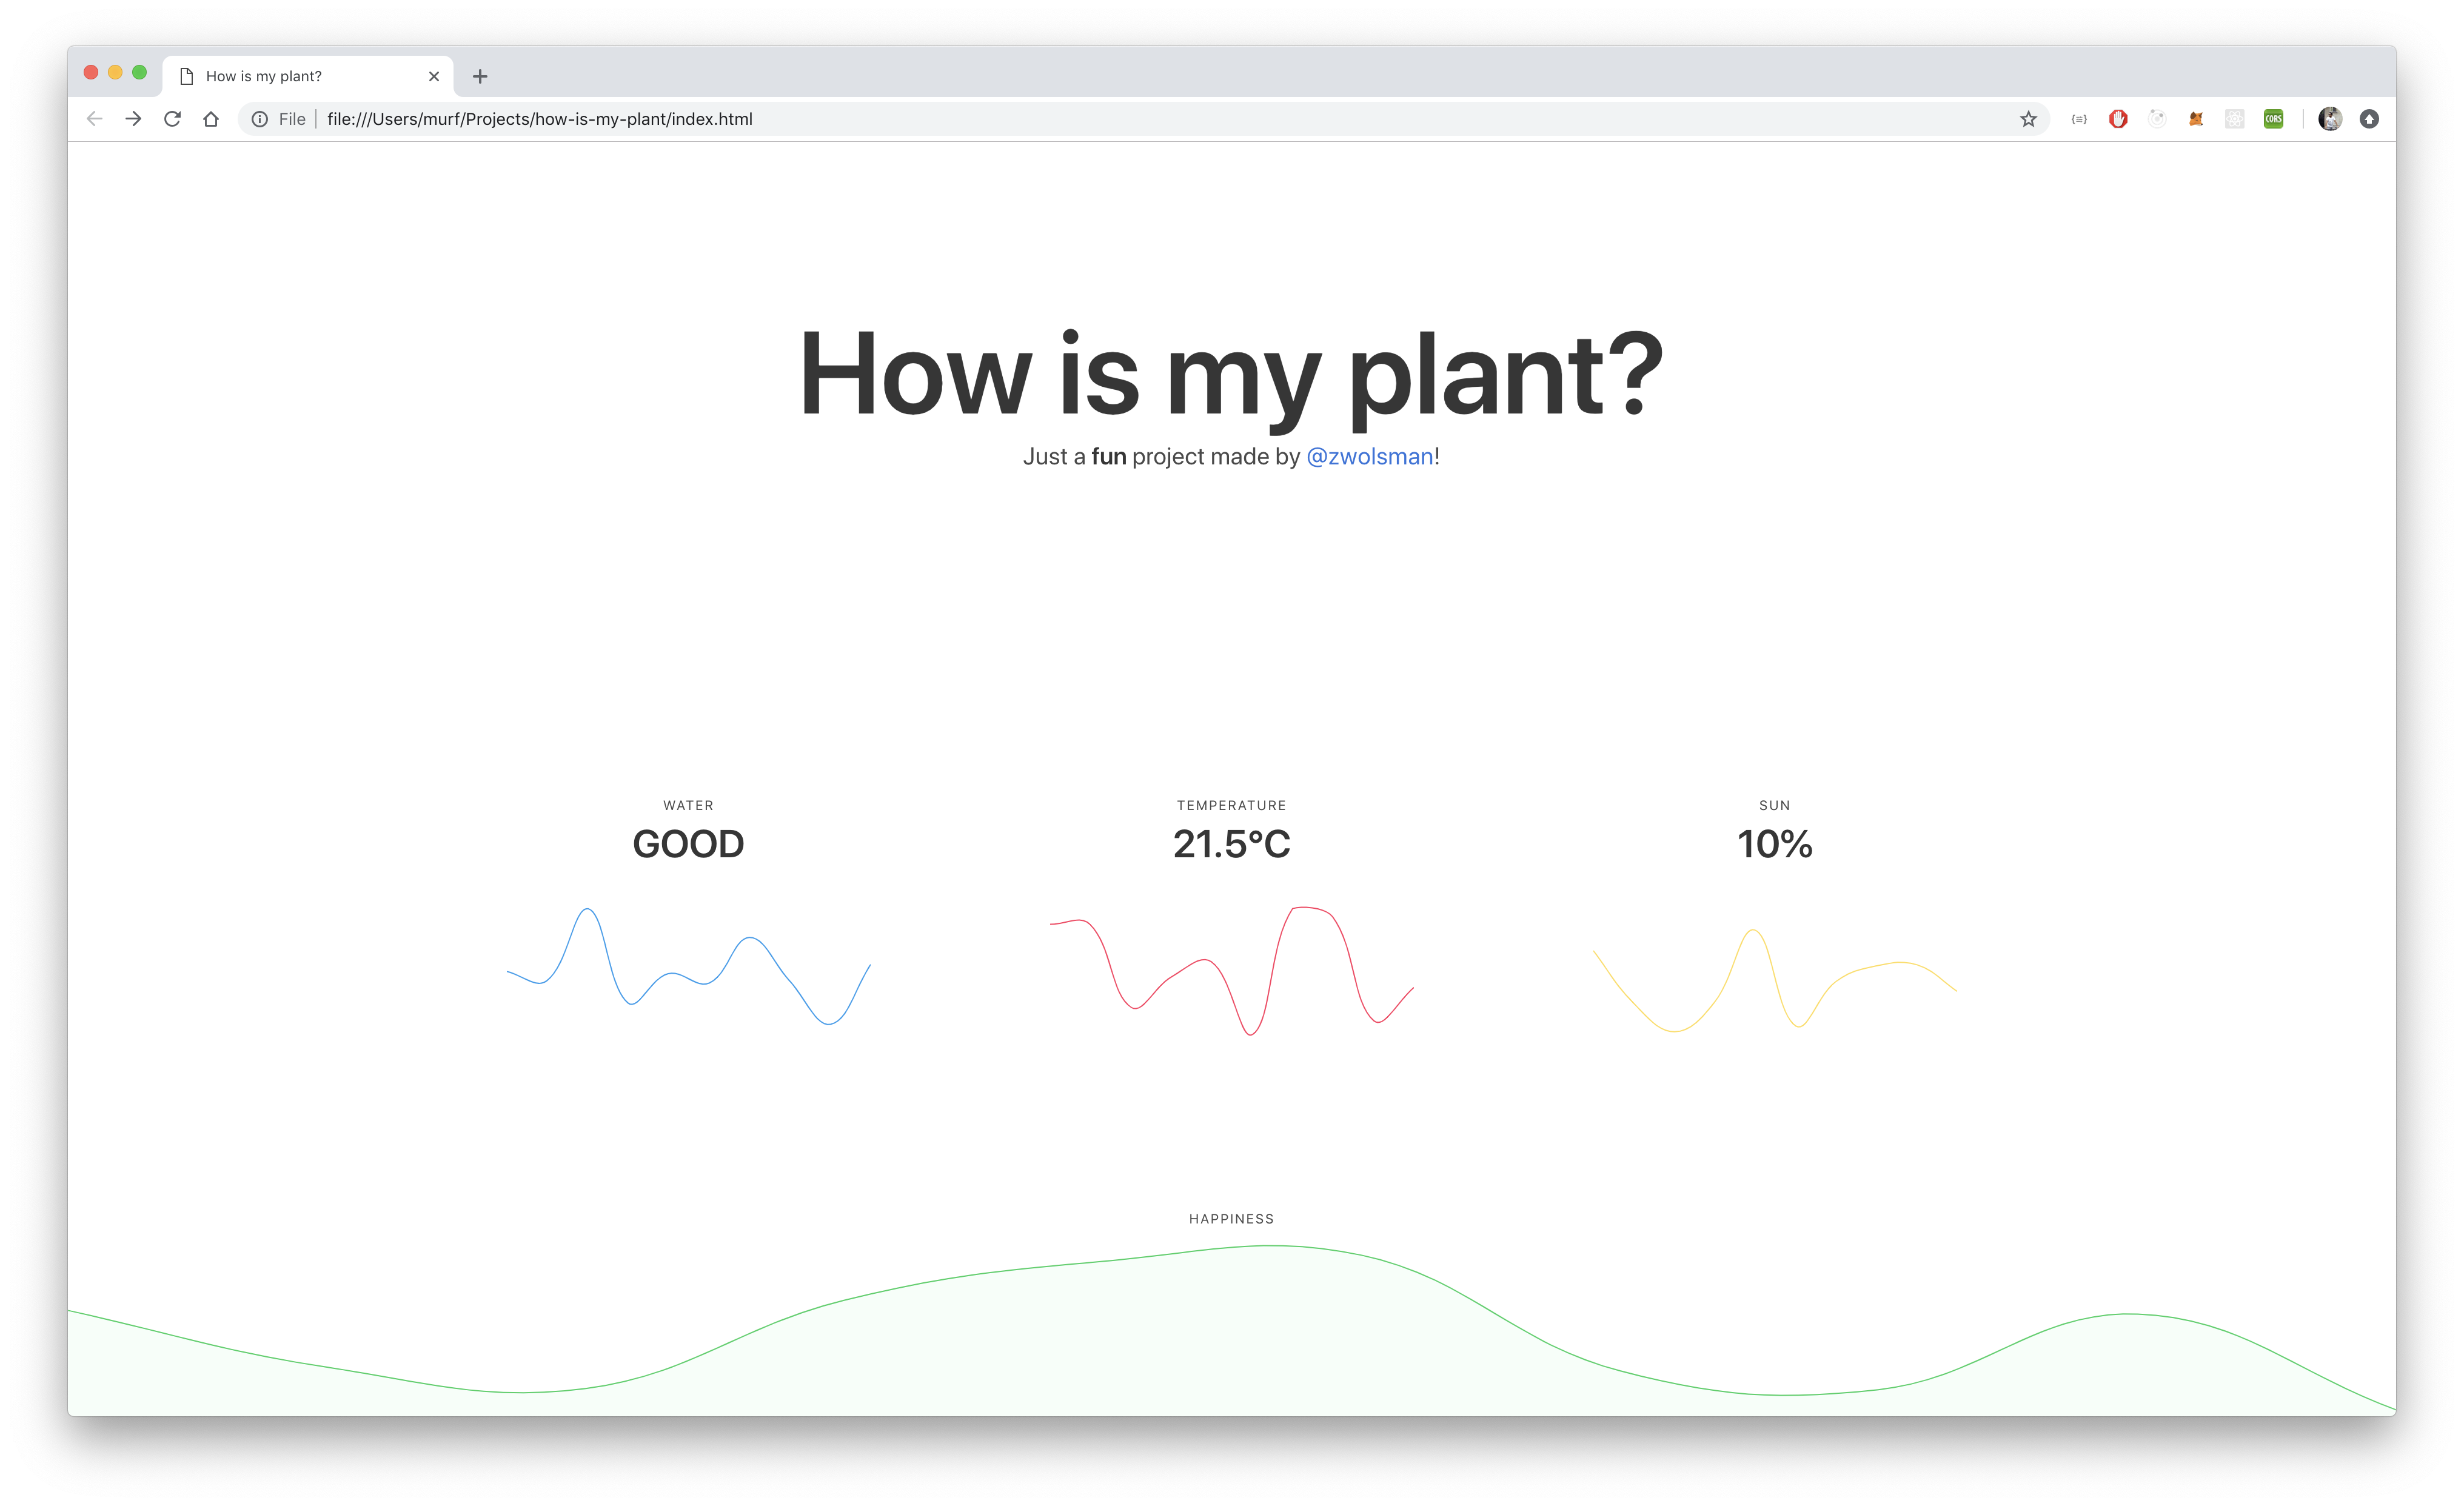 How is my plant?
File file:///Users/murf/Projects/how-is-my-plant/index.html
CORS
How is my plant?
Just a fun project made by @zwolsman!
WATER
GOOD
TEMPERATURE
21.5°C
SUN
10%
HAPPINESS